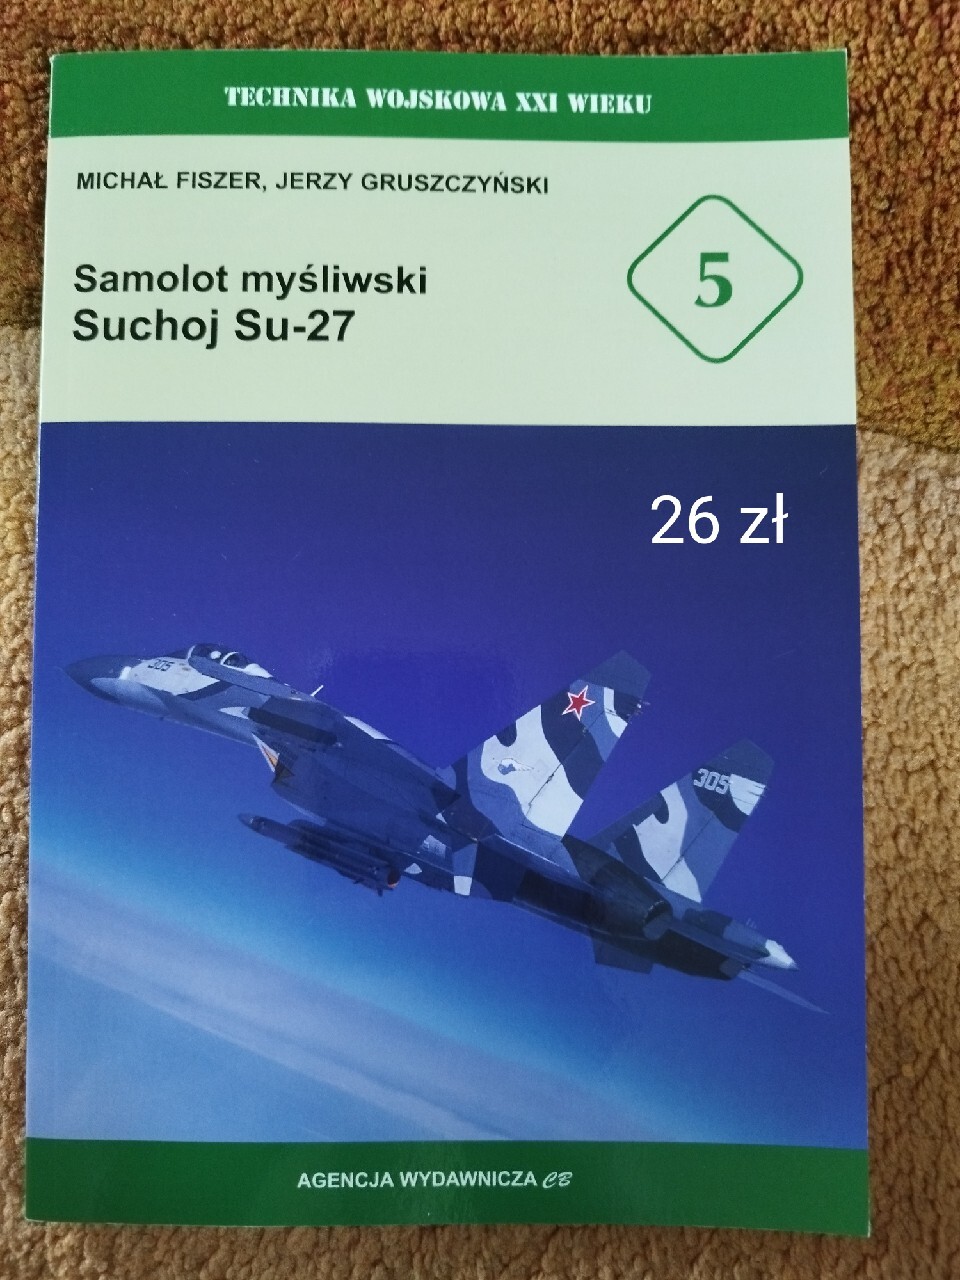 TECHNIKA WOJSKOWA XXI WIEKU
MICHAŁ FISZER, JERZY GRUSZCZYŃSKI
Samolot myśliwski
Suchoj Su-27
5
26 zł
305
305
AGENCJA WYDAWNICZA CB